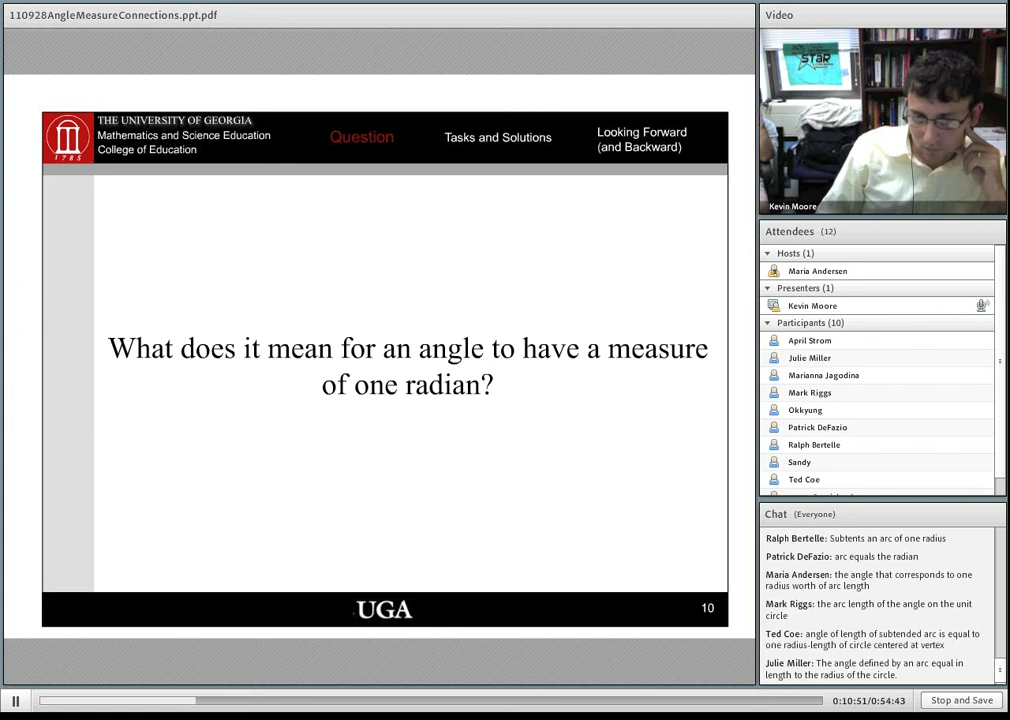 110928AngleMeasureConnections.ppt.pdf
THE UNIVERSITY OF GEORGIA
Mathematics and Science Education
College of Education
1785
Question
Tasks and Solutions
Looking Forward
(and Backward)
What does it mean for an angle to have a measure
of one radian?
UGA
10
Video
STaR
Kevin Moore
Attendees (12)
Hosts (1)
Maria Andersen
Presenters (1)
Kevin Moore
Participants (10)
April Strom
Julie Miller
Marianna Jagodina
Mark Riggs
Okkyung
Patrick DeFazio
Ralph Bertelle
Sandy
Ted Coe
Chat (Everyone)
Ralph Bertelle: Subtents an arc of one radius
Patrick DeFazio: arc equals the radian
Maria Andersen: the angle that corresponds to one
radius worth of arc length
Mark Riggs: the arc length of the angle on the unit
circle
Ted Coe: angle of length of subtended arc is equal to
one radius-length of circle centered at vertex
Julie Miller: The angle defined by an arc equal in
length to the radius of the circle.
0:10:51/0:54:43
Stop and Save